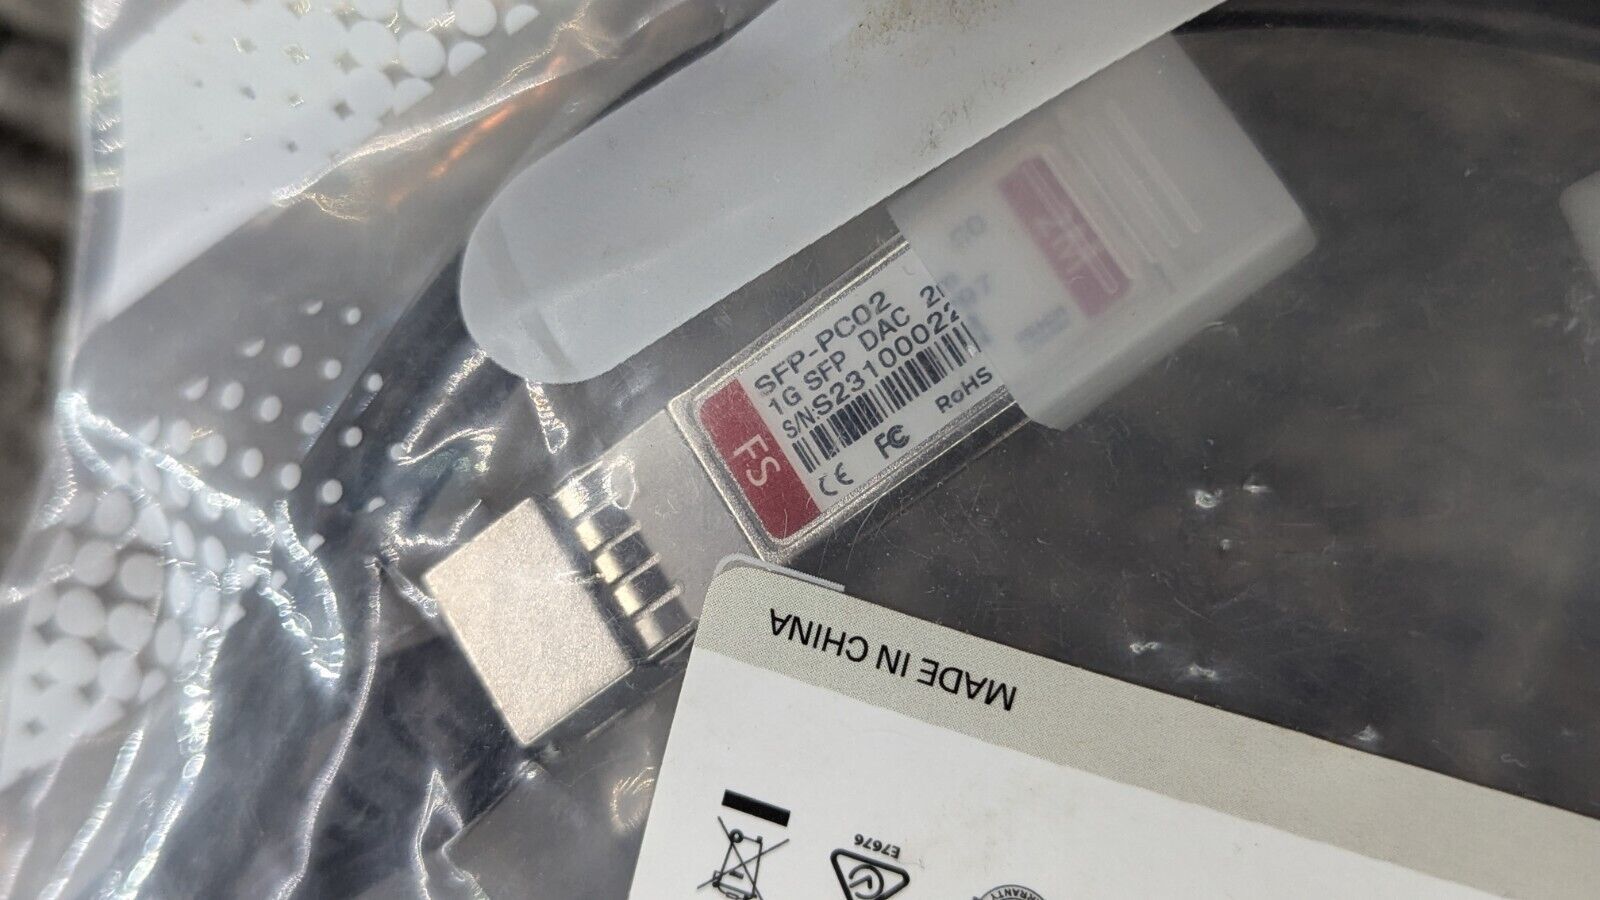 SFP-PC02
1G SFP DAC
S/N:S23100022
FS
CE FC RoHS
MADE IN CHINA
E7676